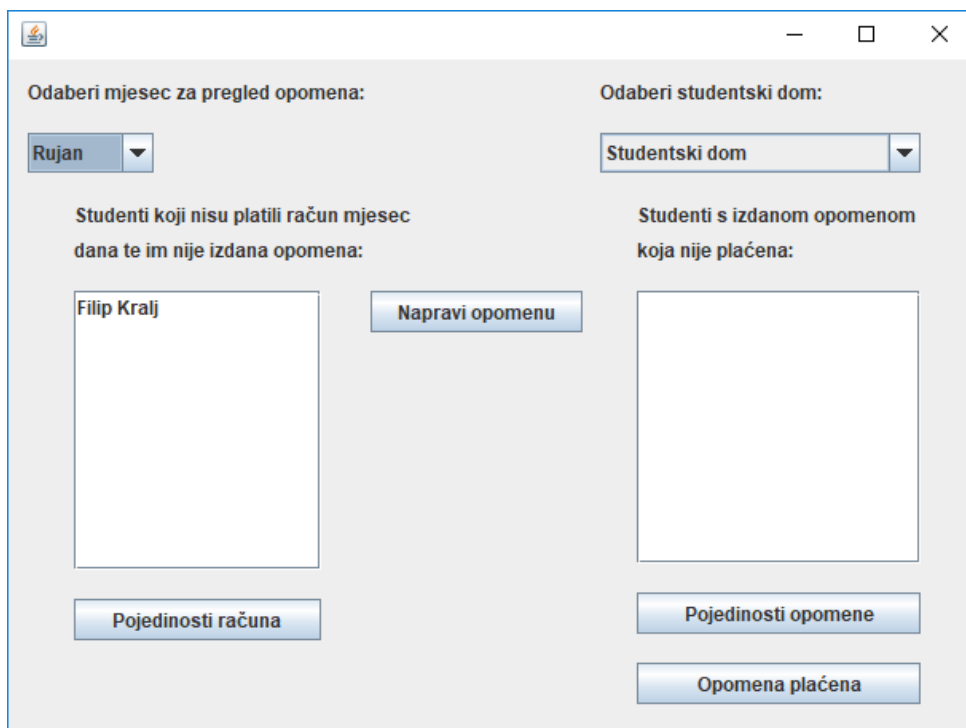 Odaberi mjesec za pregled opomena:
Odaberi studentski dom:
Rujan
Studentski dom
Studenti koji nisu platili račun mjesec
dana te im nije izdana opomena:
Studenti s izdanom opomenom
koja nije plaćena:
Filip Kralj
Napravi opomenu
Pojedinosti računa
Pojedinosti opomene
Opomena plaćena